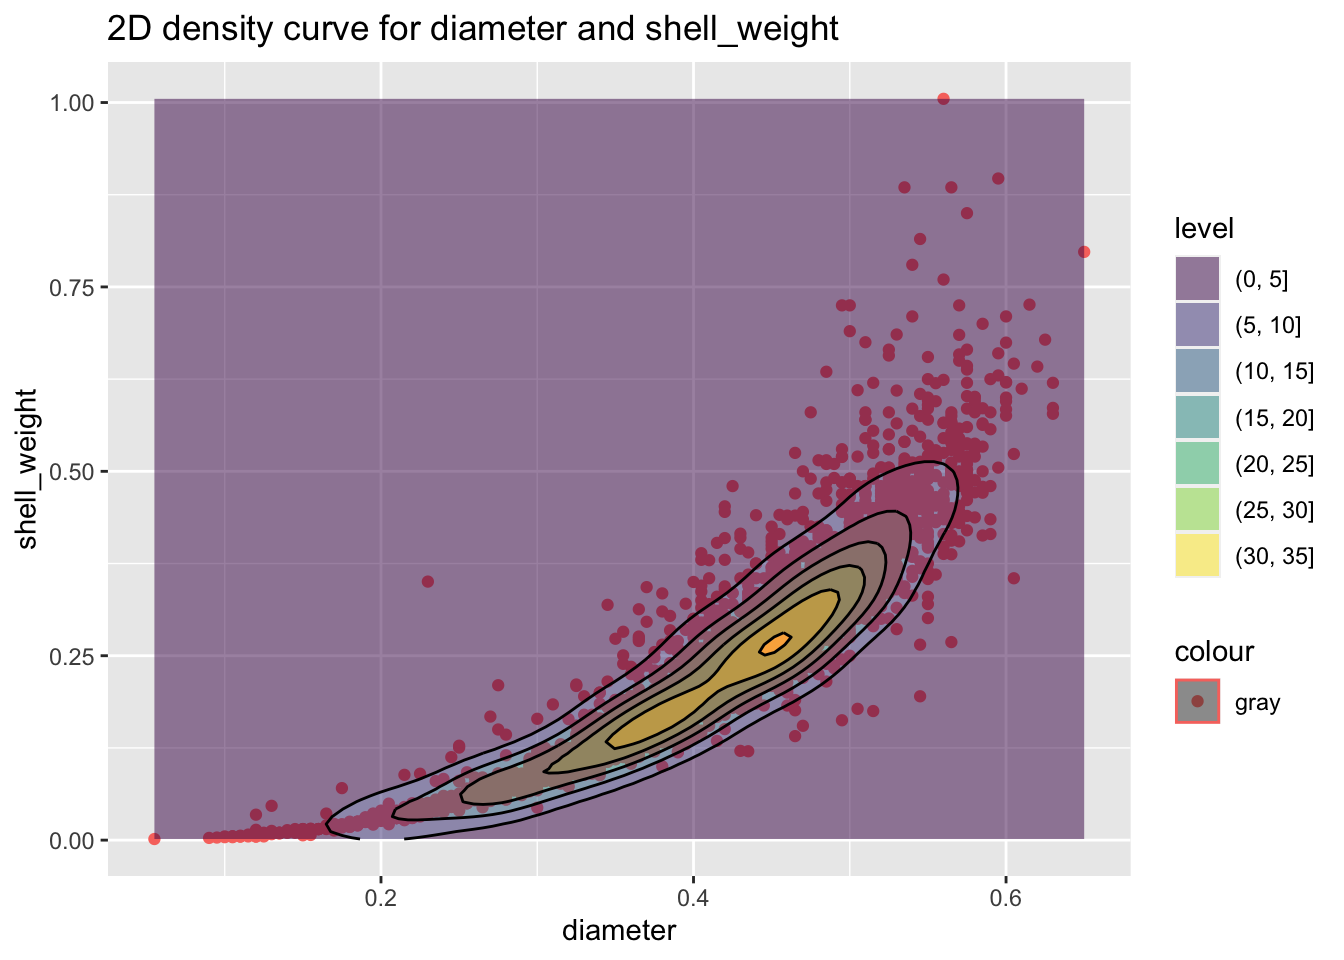 2D density curve for diameter and shell_weight
1.00
0.75
0.50
0.25
0.00
shell_weight
0.2
0.4
0.6
diameter
level
(0, 5]
(5, 10]
(10, 15]
(15, 20]
(20, 25]
(25, 30]
(30, 35]
colour
gray